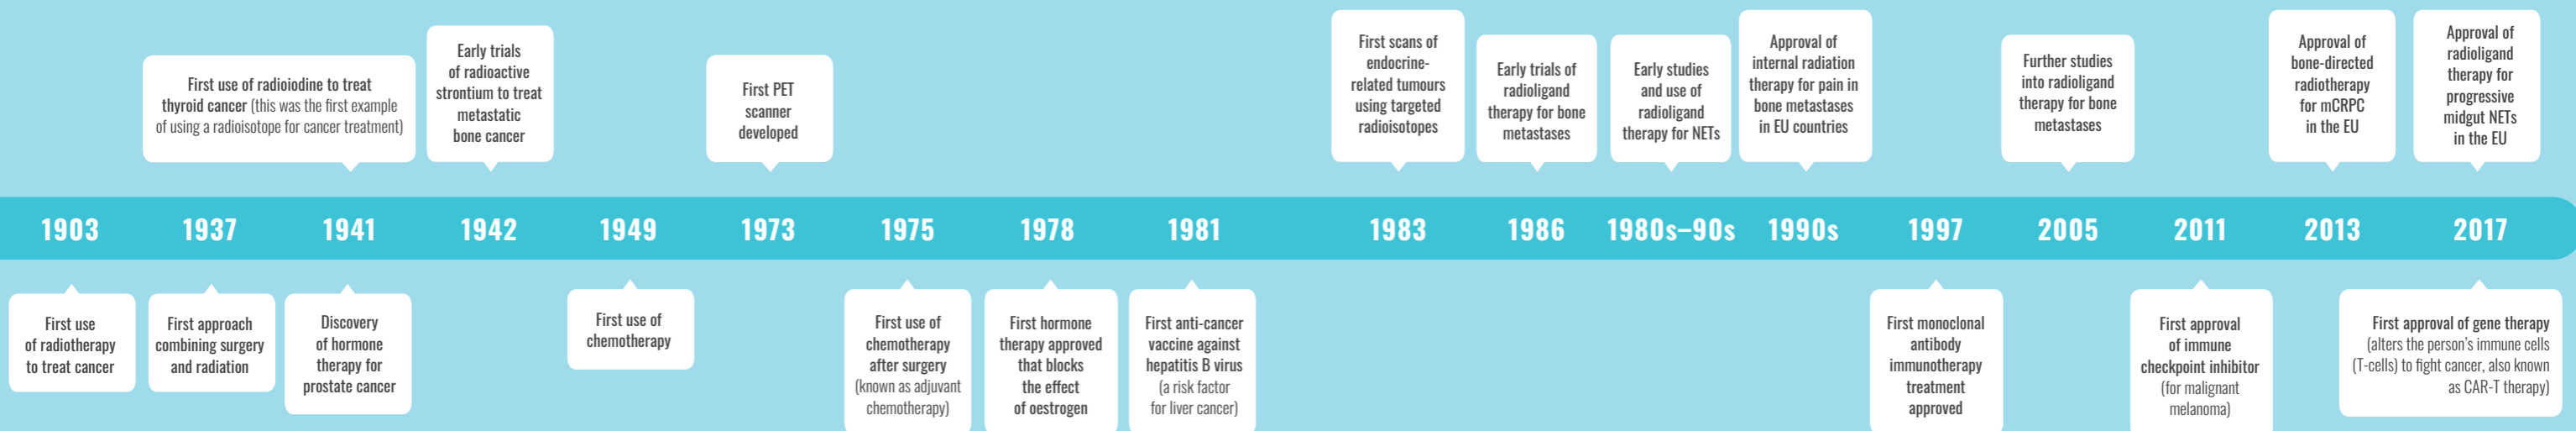 First use of radioiodine to treat
thyroid cancer (this was the first example
of using a radioisotope for cancer treatment)
Early trials
of radioactive
strontium to treat
metastatic
bone cancer
First PET
scanner
developed
First scans of
endocrine-
related tumours
using targeted
radioisotopes
Early trials of
radioligand
therapy for bone
metastases
Early studies
and use of
radioligand
therapy for NETs
Approval of
internal radiation
therapy for pain in
bone metastases
in EU countries
Further studies
into radioligand
therapy for bone
metastases
Approval of
bone-directed
radiotherapy
for mCRPC
in the EU
Approval of
radioligand
therapy for
progressive
midgut NETs
in the EU
1903 1937 1941 1942 1949 1973 1975 1978 1981 1983 1986 1980s–90s 1990s 1997 2005 2011 2013 2017
First use
of radiotherapy
to treat cancer
First approach
combining surgery
and radiation
Discovery
of hormone
therapy for
prostate cancer
First use of
chemotherapy
First use of
chemotherapy
after surgery
(known as adjuvant
chemotherapy)
First hormone
therapy approved
that blocks
the effect
of oestrogen
First anti-cancer
vaccine against
hepatitis B virus
(a risk factor
for liver cancer)
First monoclonal
antibody
immunotherapy
treatment
approved
First approval
of immune
checkpoint inhibitor
(for malignant
melanoma)
First approval of gene therapy
(alters the person's immune cells
(T-cells) to fight cancer, also known
as CAR-T therapy)